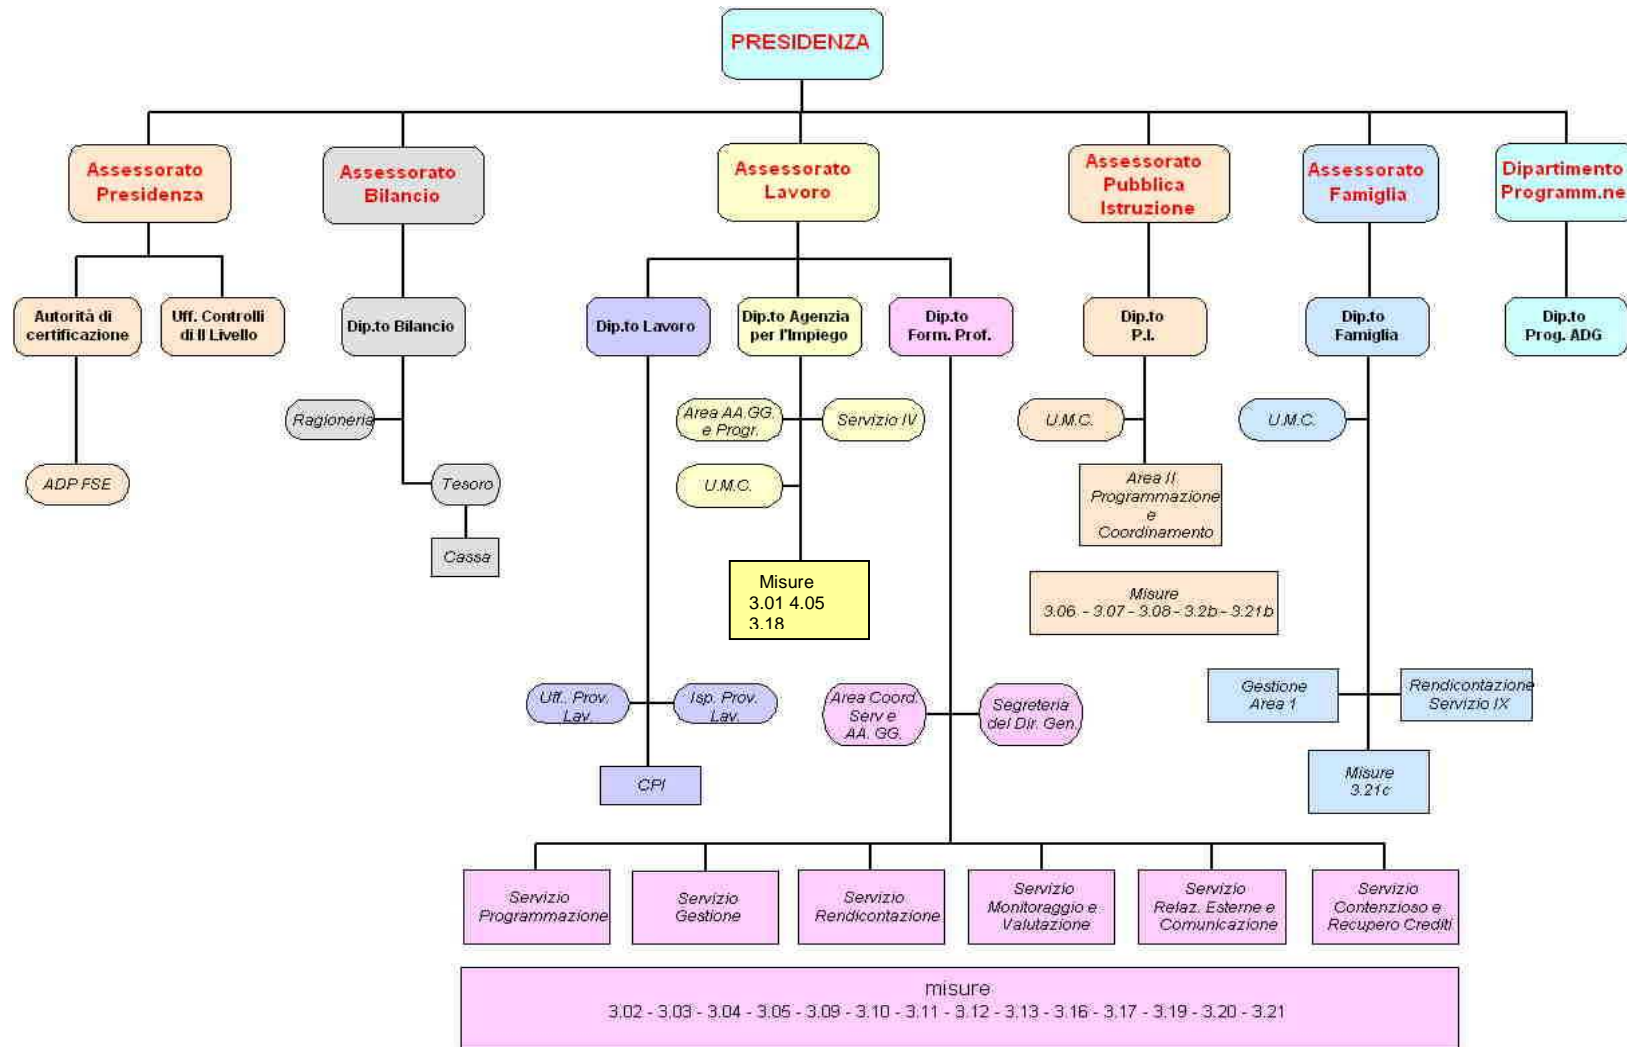 PRESIDENZA
Assessorato
Presidenza
Assessorato
Bilancio
Assessorato
Lavoro
Assessorato
Pubblica
Istruzione
Assessorato
Famiglia
Dipartimento
Programm.ne
Autorità di
certificazione
Uff. Controlli
di II Livello
Dip.to Bilancio
Dip.to Lavoro
Dip.to Agenzia
per l'Impiego
Dip.to
Form. Prof.
Dip.to
P.I.
Dip.to
Famiglia
Dip.to
Prog. ADG
Ragioneria
Area AA.GG.
e Progr.
Servizio IV
U.M.C.
U.M.C.
ADP FSE
Tesoro
U.M.C.
Area II
Programmazione
e
Coordinamento
Cassa
Misure
3.01 4.05
3.18
Misure
3.06. - 3.07 - 3.08 - 3.2b - 3.21b
Uff.. Prov.
Lav.
Isp. Prov.
Lav.
Area Coord.
Serv e
AA. GG.
Segreteria
del Dir. Gen.
Gestione
Area 1
Rendicontazione
Servizio IX
CPI
Misure
3.21c
Servizio
Programmazione
Servizio
Gestione
Servizio
Rendicontazione
Servizio
Monitoraggio e
Valutazione
Servizio
Relaz. Esterne e
Comunicazione
Servizio
Contenzioso e
Recupero Crediti
misure
3.02 - 3.03 - 3.04 - 3.05 - 3.09 - 3.10 - 3.11 - 3.12 - 3.13 - 3.16 - 3.17 - 3.19 - 3.20 - 3.21